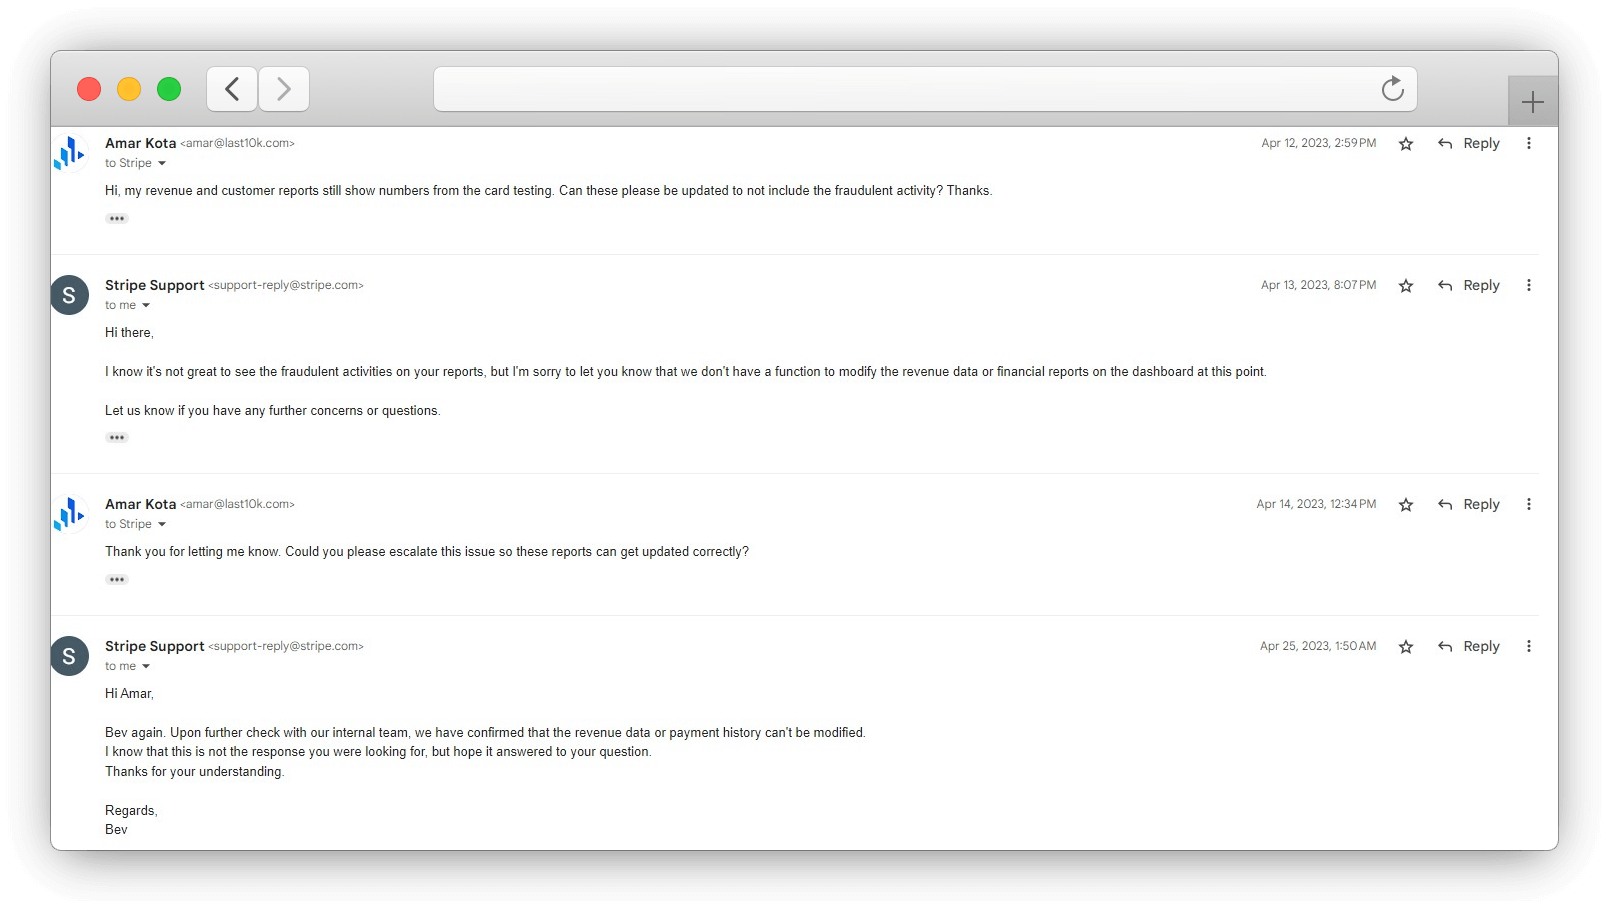 Amar Kota <amar@last10k.com>
Apr 12, 2023, 2:59 PM
Reply
to Stripe
Hi, my revenue and customer reports still show numbers from the card testing. Can these please be updated to not include the fraudulent activity? Thanks.
Stripe Support <support-reply@stripe.com>
Apr 13, 2023, 8:07 PM
Reply
S
to me
Hi there,
I know it's not great to see the fraudulent activities on your reports, but I'm sorry to let you know that we don't have a function to modify the revenue data or financial reports on the dashboard at this point.
Let us know if you have any further concerns or questions.
Amar Kota <amar@last10k.com>
Apr 14, 2023, 12:34 PM
Reply
to Stripe
Thank you for letting me know. Could you please escalate this issue so these reports can get updated correctly?
Stripe Support <support-reply@stripe.com>
Apr 25, 2023, 1:50 AM
Reply
S
to me
Hi Amar,
Bev again. Upon further check with our internal team, we have confirmed that the revenue data or payment history can't be modified.
I know that this is not the response you were looking for, but hope it answered to your question.
Thanks for your understanding.
Regards,
Bev